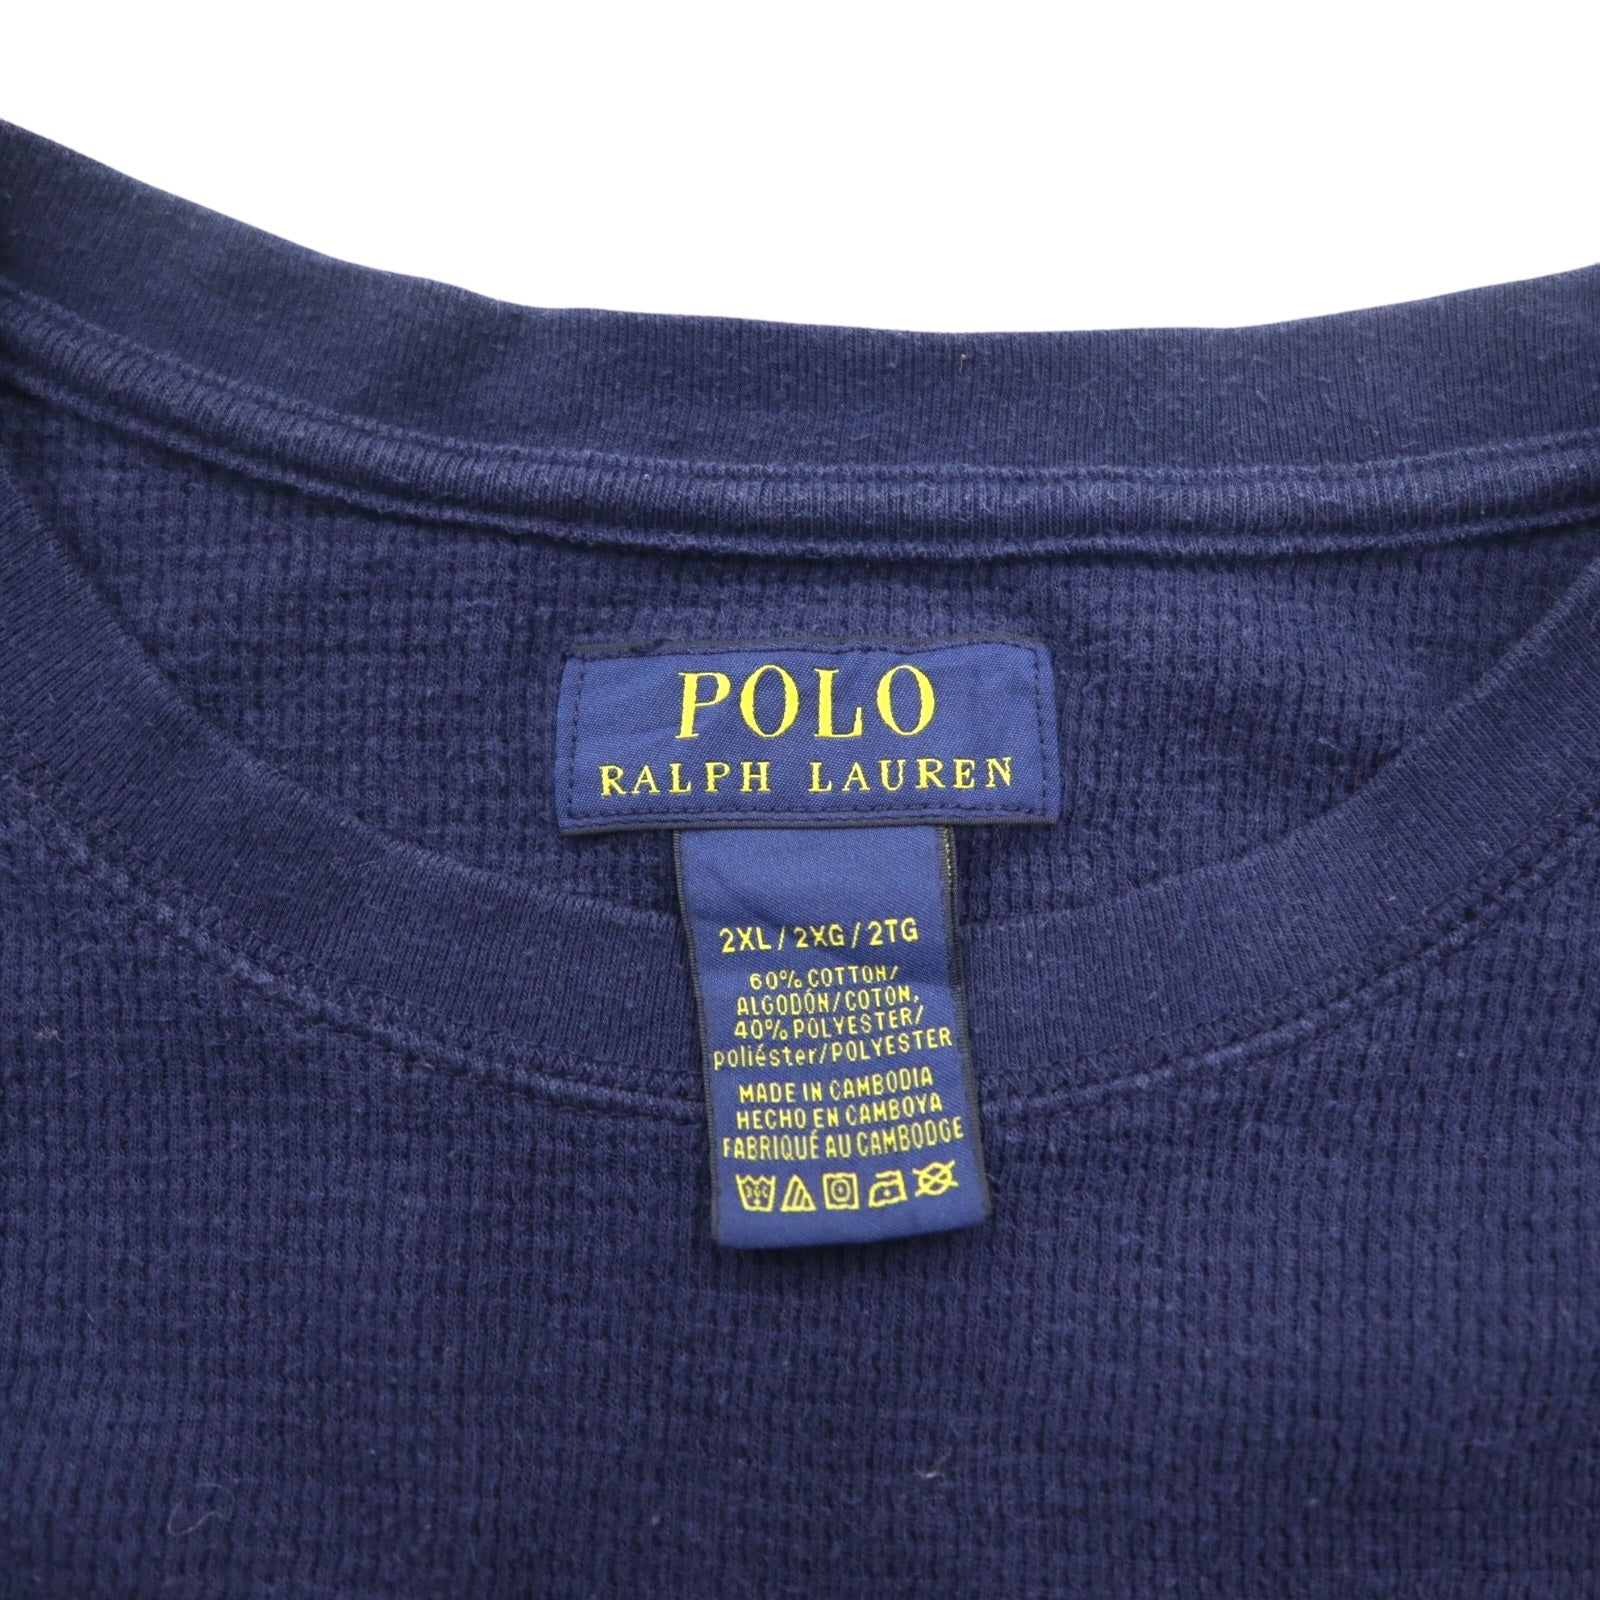 POLO
RALPH LAUREN
2XL / 2XG / 2TG
60% COTTON/
ALGODÓN/COTON,
40% POLYESTER/
poliéster/POLYESTER
MADE IN CAMBODIA
HECHO EN CAMBOYA
FABRIQUÉ AU CAMBODGE
30C